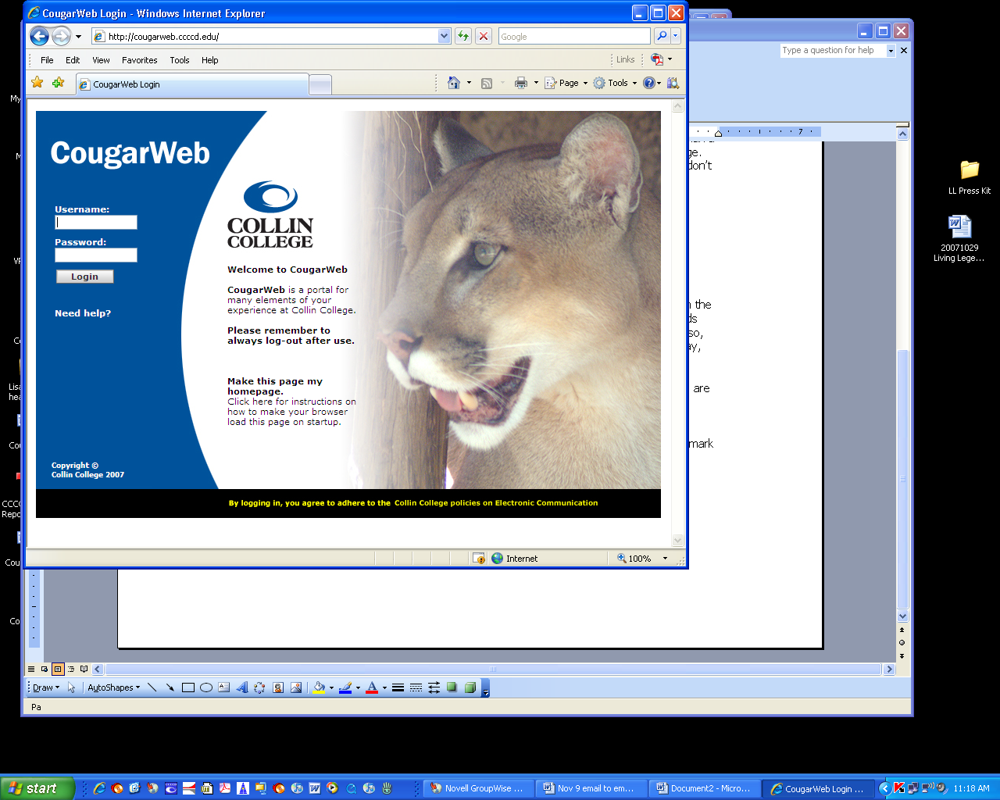 CougarWeb Login - Windows Internet Explorer
http://cougarweb.ccccd.edu/
Google
File Edit View Favorites Tools Help
Links
CougarWeb Login
Page Tools
Type a question for help
CougarWeb
Username:
Password:
Login
Need help?
COLLIN
COLLEGE
Welcome to CougarWeb
CougarWeb is a portal for
many elements of your
experience at Collin College.
Please remember to
always log-out after use.
Make this page my
homepage.
Click here for instructions on
how to make your browser
load this page on startup.
Copyright ©
Collin College 2007
By logging in, you agree to adhere to the Collin College policies on Electronic Communication
Internet
100%
7
don't
the
so,
are
mark
LL Press Kit
20071029
Living Lege...
My
Lisa
Draw AutoShapes
Pa
start
Novell GroupWise ...
Nov 9 email to em...
Document2 - Micro...
CougarWeb Login ...
11:18 AM